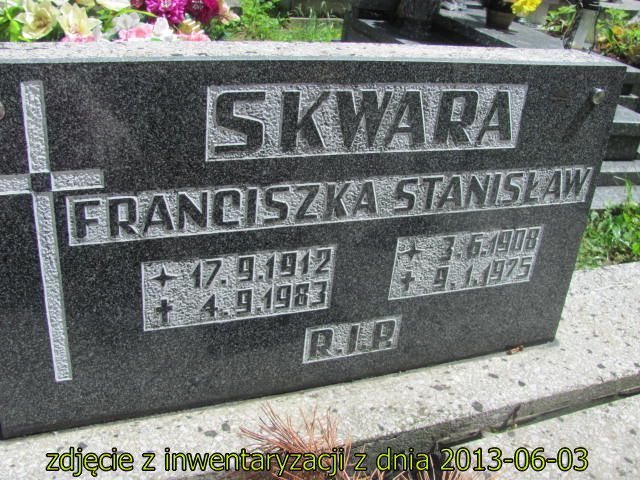 SKWARA
FRANCISZKA STANISŁAW
✦ 17.9.1912
✝ 4.9.1983
✦ 3.6.1908
✝ 9.1.1975
R.I.P.
zdjęcie z inwentaryzacji z dnia 2013-06-03